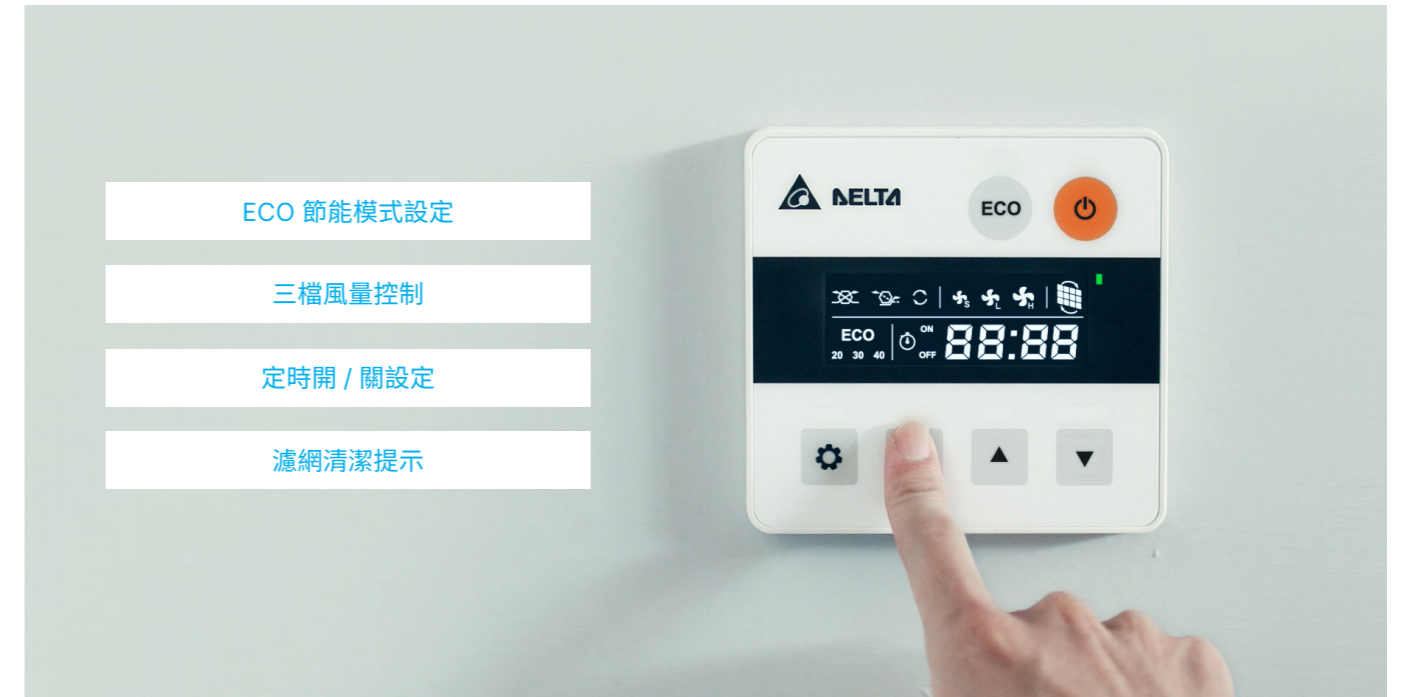 ECO 節能模式設定
三檔風量控制
定時開 / 關設定
濾網清潔提示
DELTA
ECO
S L H
ECO
20 30 40
ON
OFF
88:88